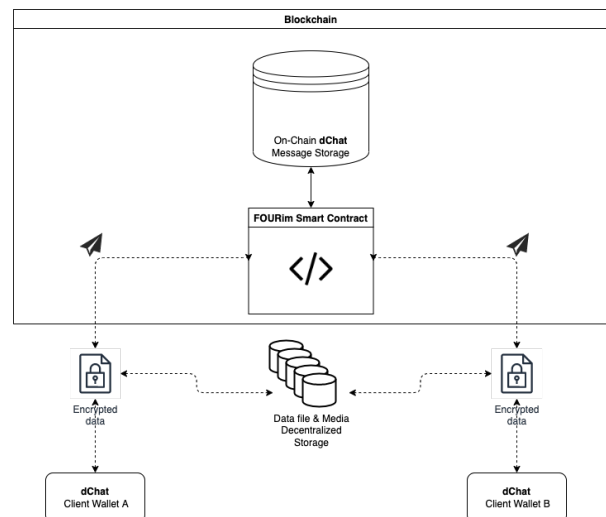 Blockchain
On-Chain dChat
Message Storage
FOURim Smart Contract
</>
Encrypted
data
Data file & Media
Decentralized
Storage
Encrypted
data
dChat
Client Wallet A
dChat
Client Wallet B